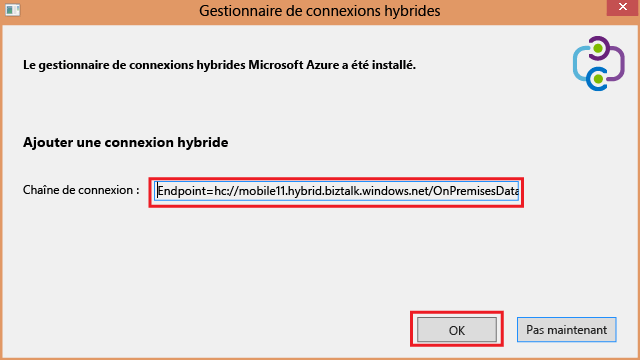 Gestionnaire de connexions hybrides
Le gestionnaire de connexions hybrides Microsoft Azure a été installé.
Ajouter une connexion hybride
Chaîne de connexion : Endpoint=hc://mobile11.hybrid.biztalk.windows.net/OnPremisesData
OK Pas maintenant